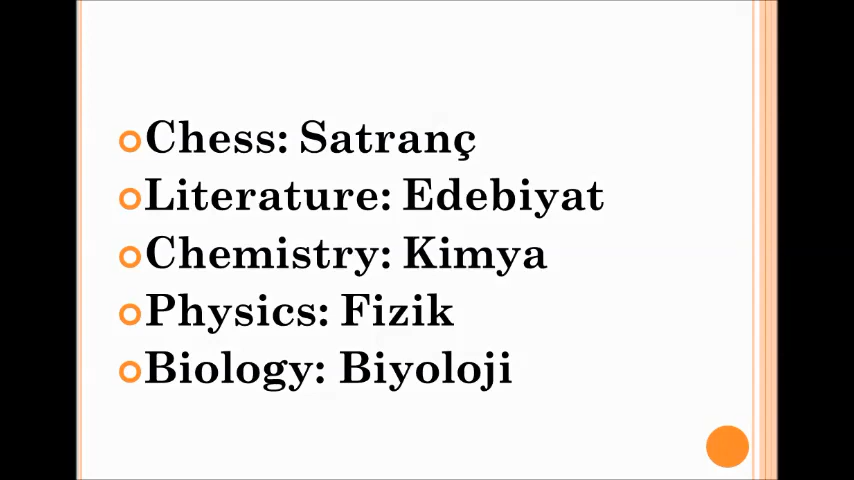 Chess: Satranç
Literature: Edebiyat
Chemistry: Kimya
Physics: Fizik
Biology: Biyoloji